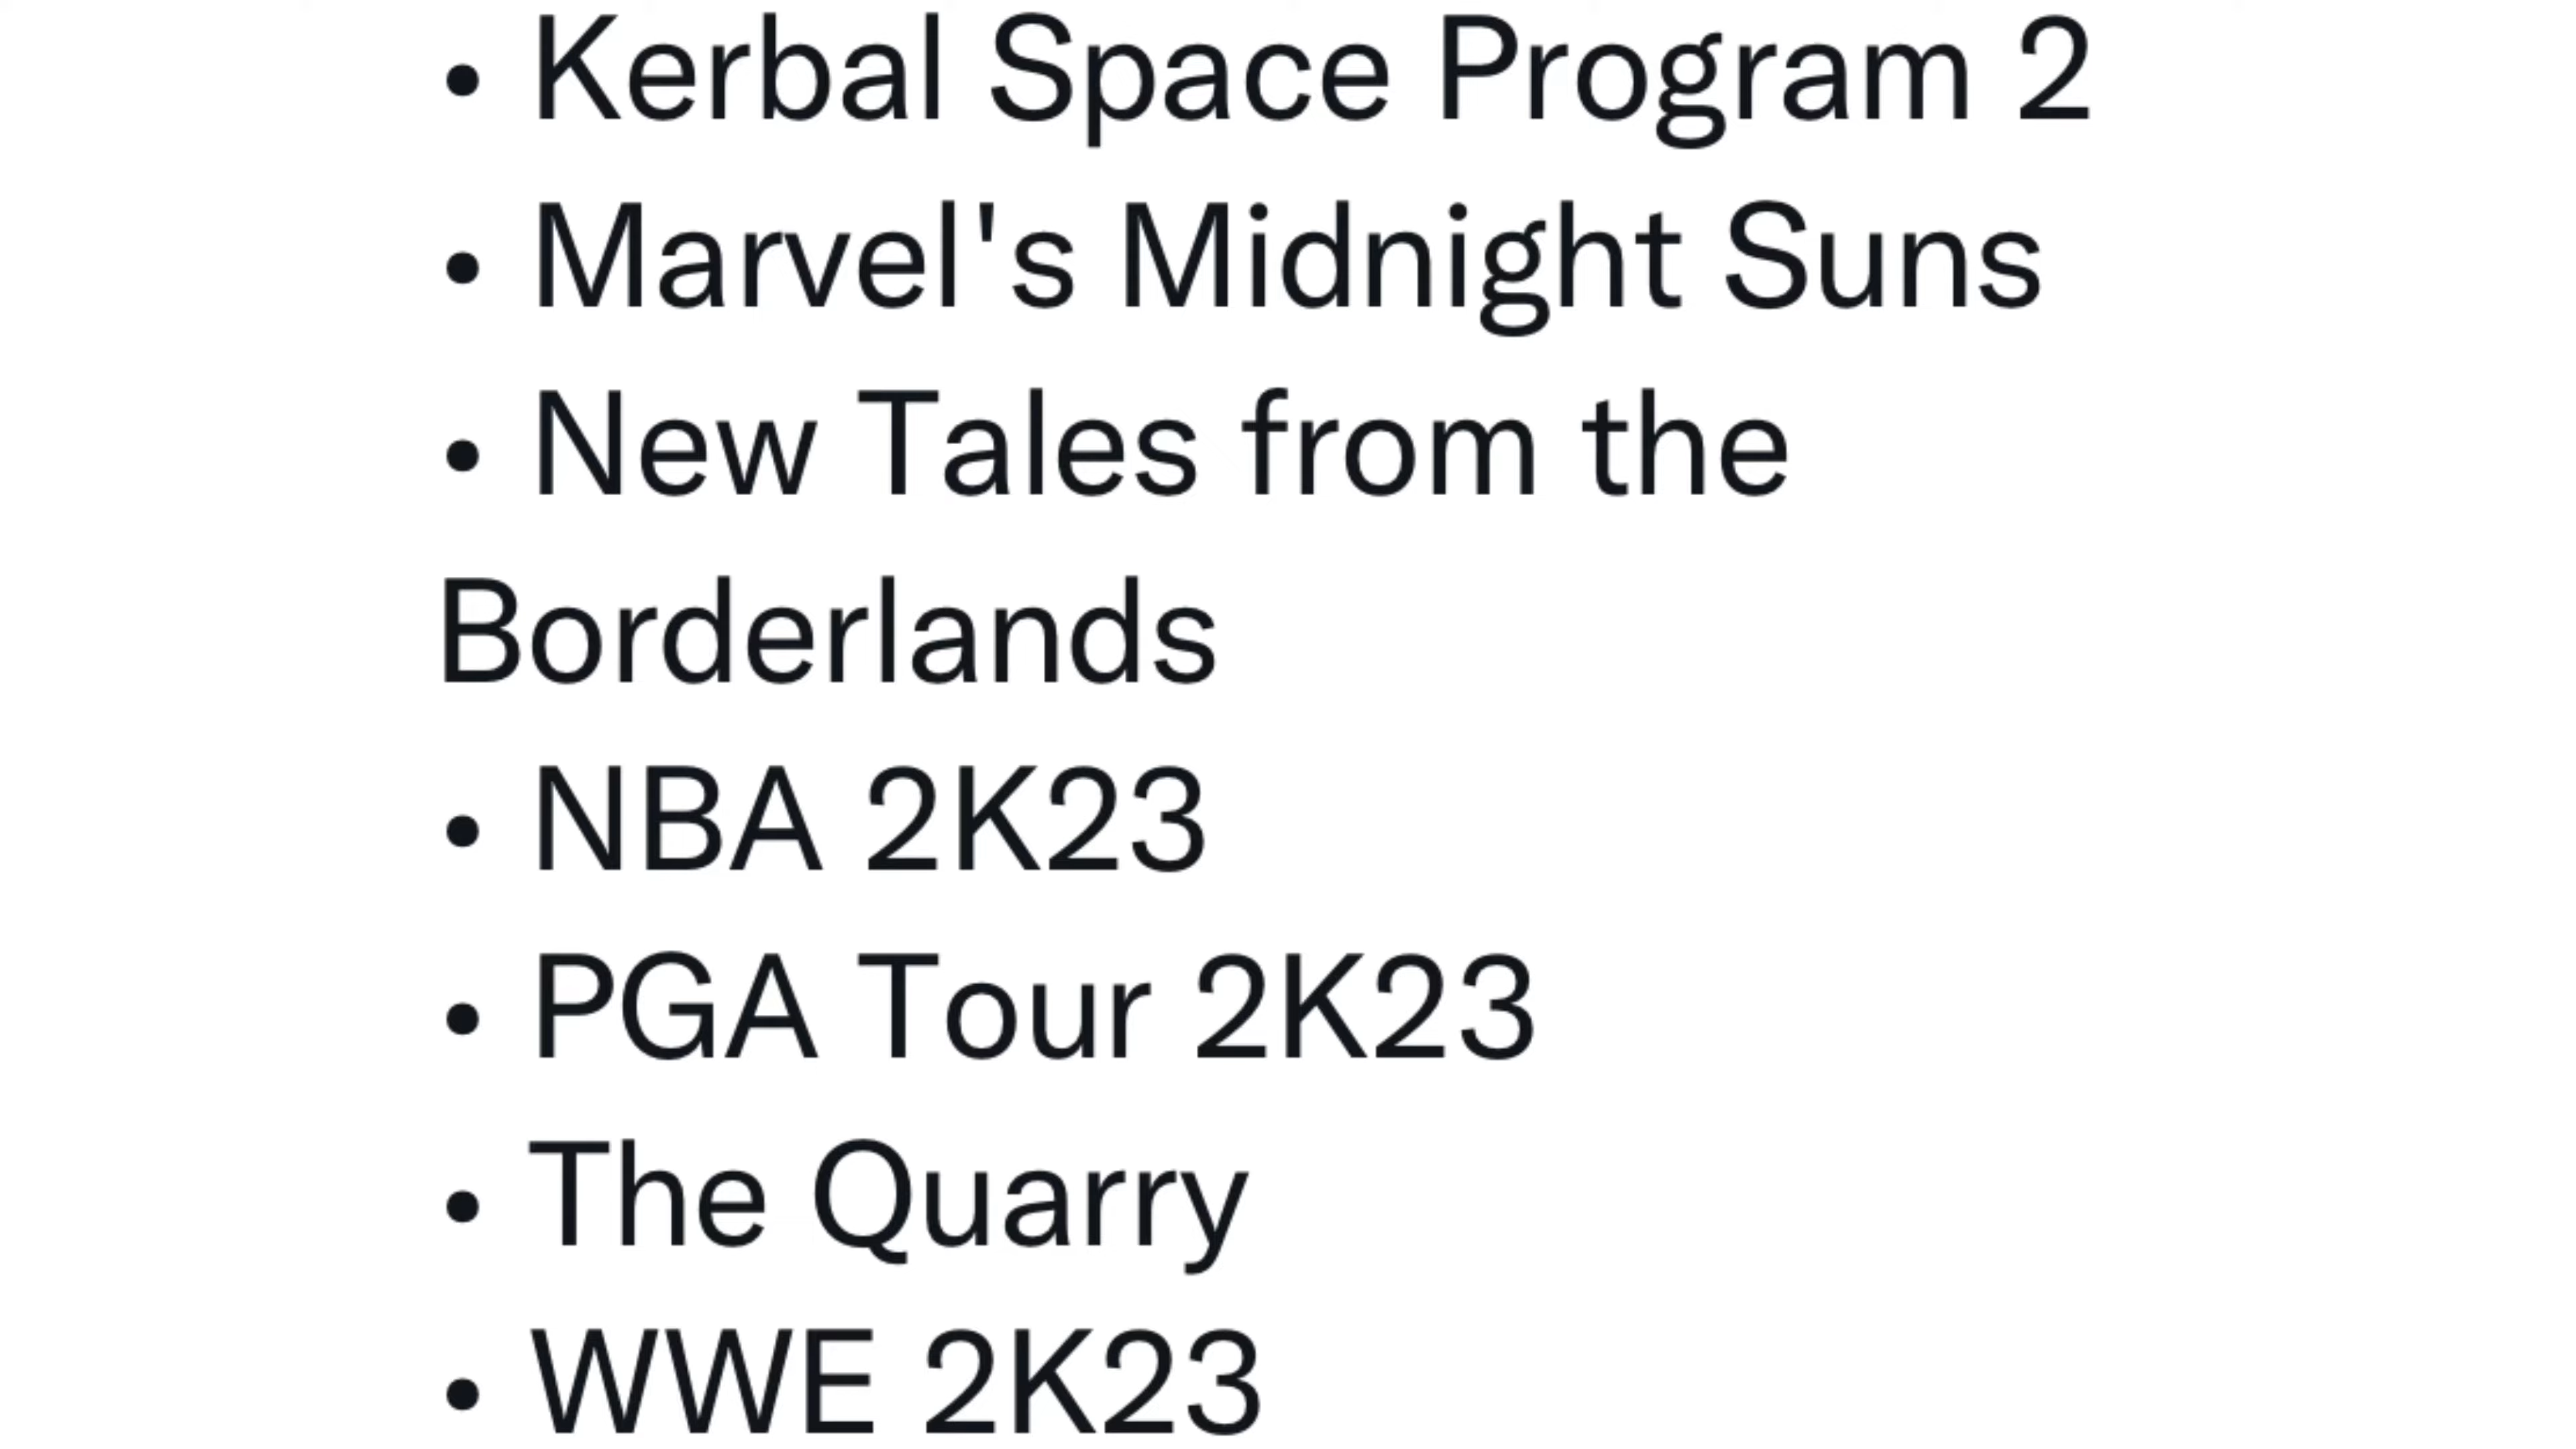 • Kerbal Space Program 2
• Marvel's Midnight Suns
• New Tales from the
Borderlands
• NBA 2K23
• PGA Tour 2K23
• The Quarry
• WWE 2K23